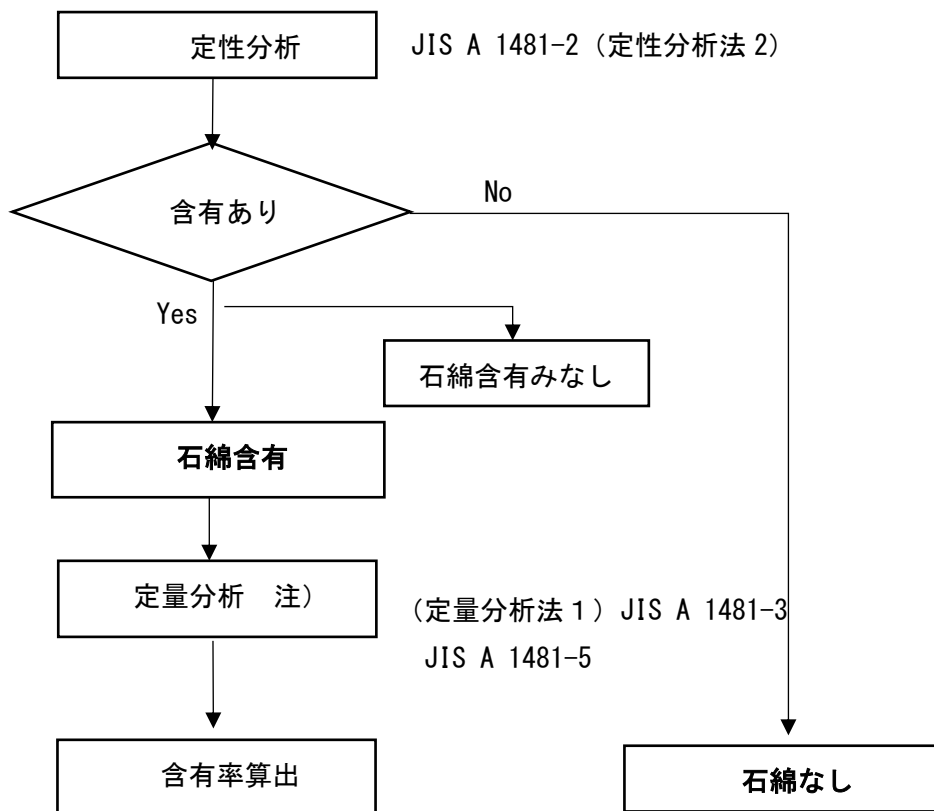 定性分析
JIS A 1481-2（定性分析法 2）
含有あり
No
Yes
石綿含有みなし
石綿含有
定量分析　注）
（定量分析法１）JIS A 1481-3
JIS A 1481-5
含有率算出
石綿なし